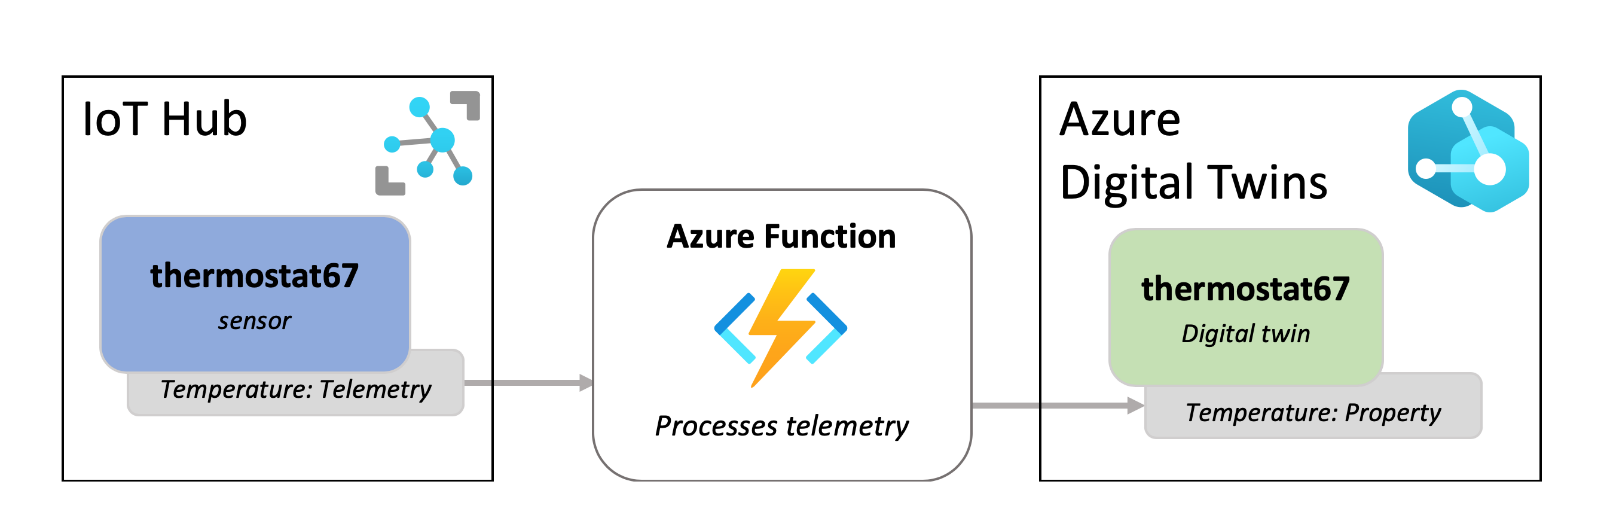 IoT Hub
thermostat67
sensor
Temperature: Telemetry
Azure Function
Processes telemetry
Azure
Digital Twins
thermostat67
Digital twin
Temperature: Property